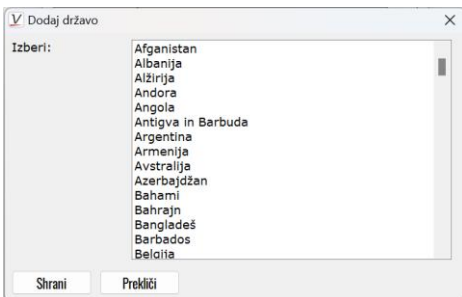 Dodaj državo
Izberi:
Afganistan
Albanija
Alžirija
Andora
Angola
Antigva in Barbuda
Argentina
Armenija
Avstralija
Azerbajdžan
Bahami
Bahrajn
Bangladeš
Barbados
Belgija
Shrani Prekliči